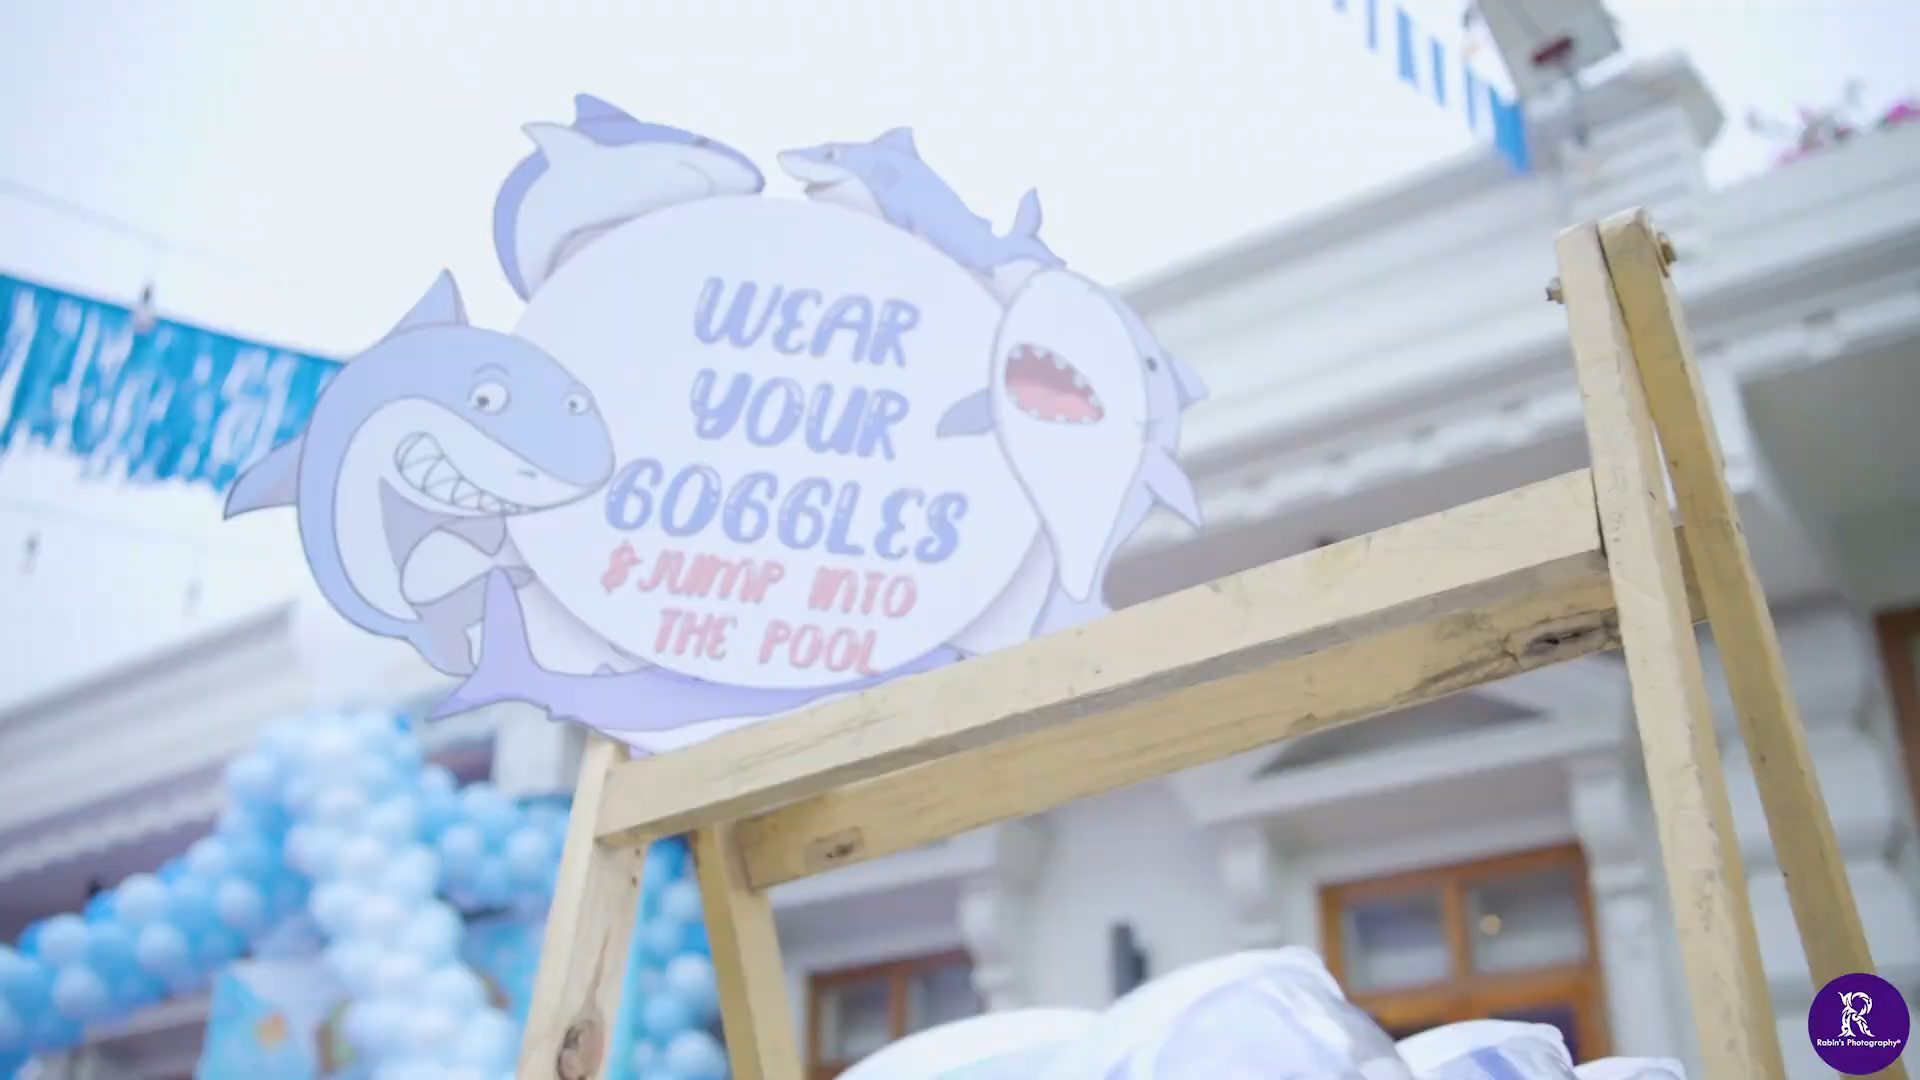 WEAR
YOUR
GOGGLES
& JUMP INTO
THE POOL
R
Rabin's Photography®